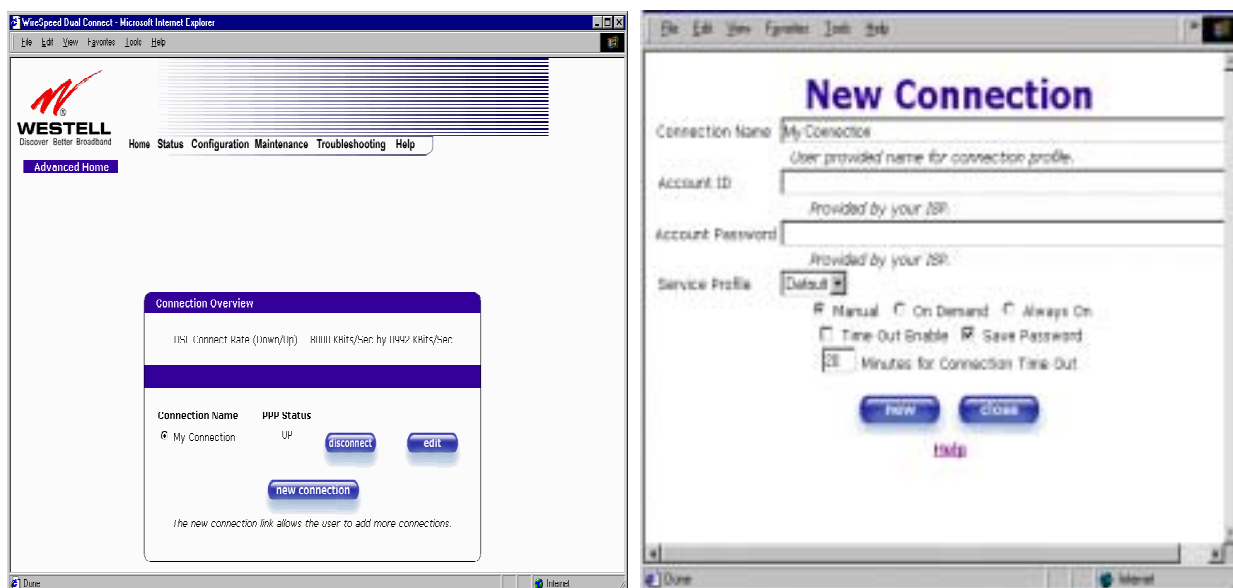 WireSpeed Dual Connect - Microsoft Internet Explorer
File Edit View Favorites Tools Help
WESTELL
Discover Better Broadband
Home Status Configuration Maintenance Troubleshooting Help
Advanced Home
Connection Overview
DSL Connect Rate (Down/Up) 8000 KBits/Sec by 0992 KBits/Sec
Connection Name PPP Status
My Connection UP disconnect edit
new connection
The new connection link allows the user to add more connections.
Done Internet
File Edit View Favorites Tools Help
New Connection
Connection Name My Connection
User provided name for connection profile.
Account ID
Provided by your ISP.
Account Password
Provided by your ISP.
Service Profile Default
Manual On Demand Always On
Time Out Enable Save Password
20 Minutes for Connection Time Out
new close
Help
Done Internet